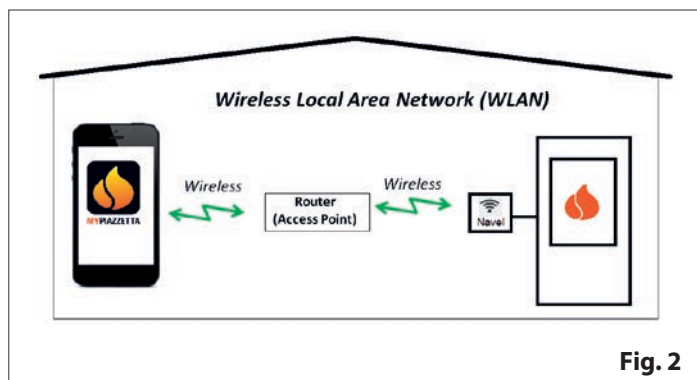 Wireless Local Area Network (WLAN)
MYPIAZZETTA
Wireless
Router
(Access Point)
Wireless
Navel
Fig. 2